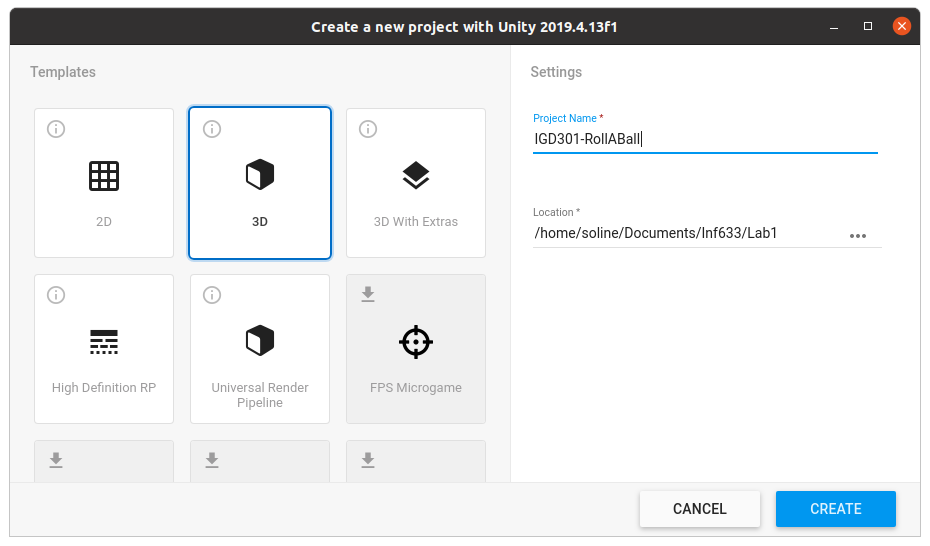 Create a new project with Unity 2019.4.13f1
Templates
2D
3D
3D With Extras
High Definition RP
Universal Render
Pipeline
FPS Microgame
Settings
Project Name *
IGD301-RollABall
Location *
/home/soline/Documents/Inf633/Lab1
CANCEL
CREATE